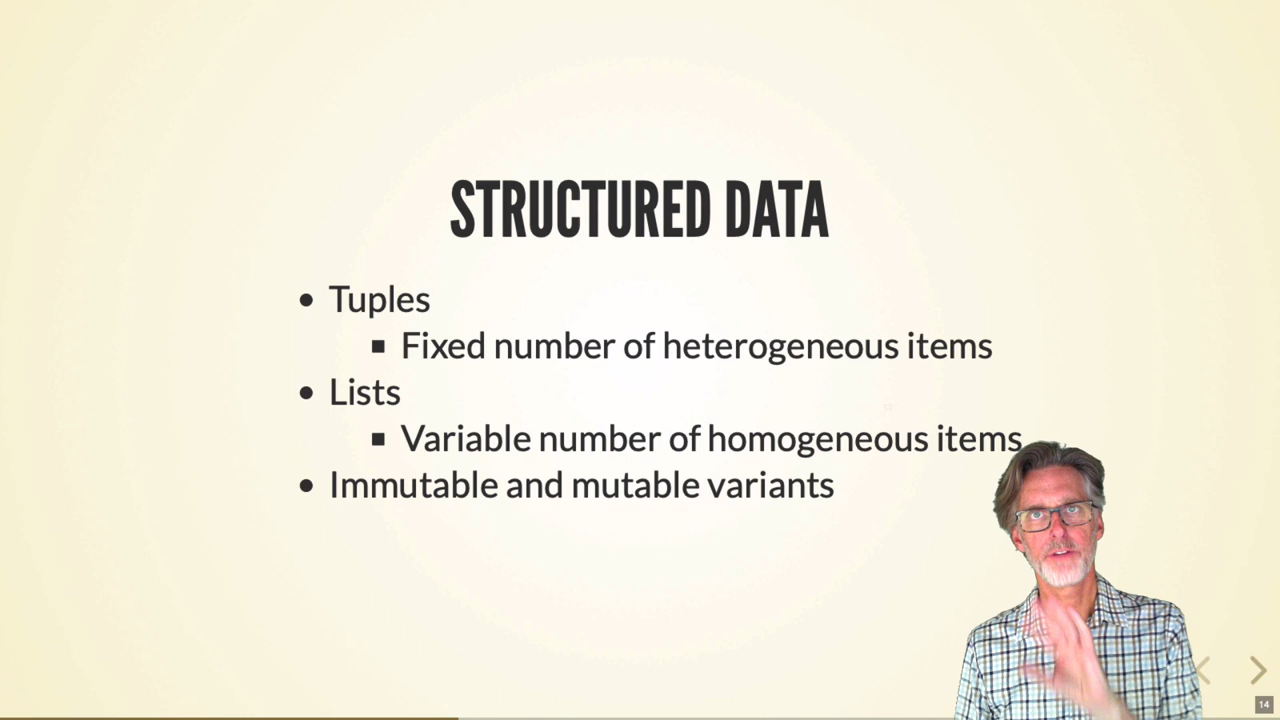 STRUCTURED DATA
Tuples
Fixed number of heterogeneous items
Lists
Variable number of homogeneous items
Immutable and mutable variants
14